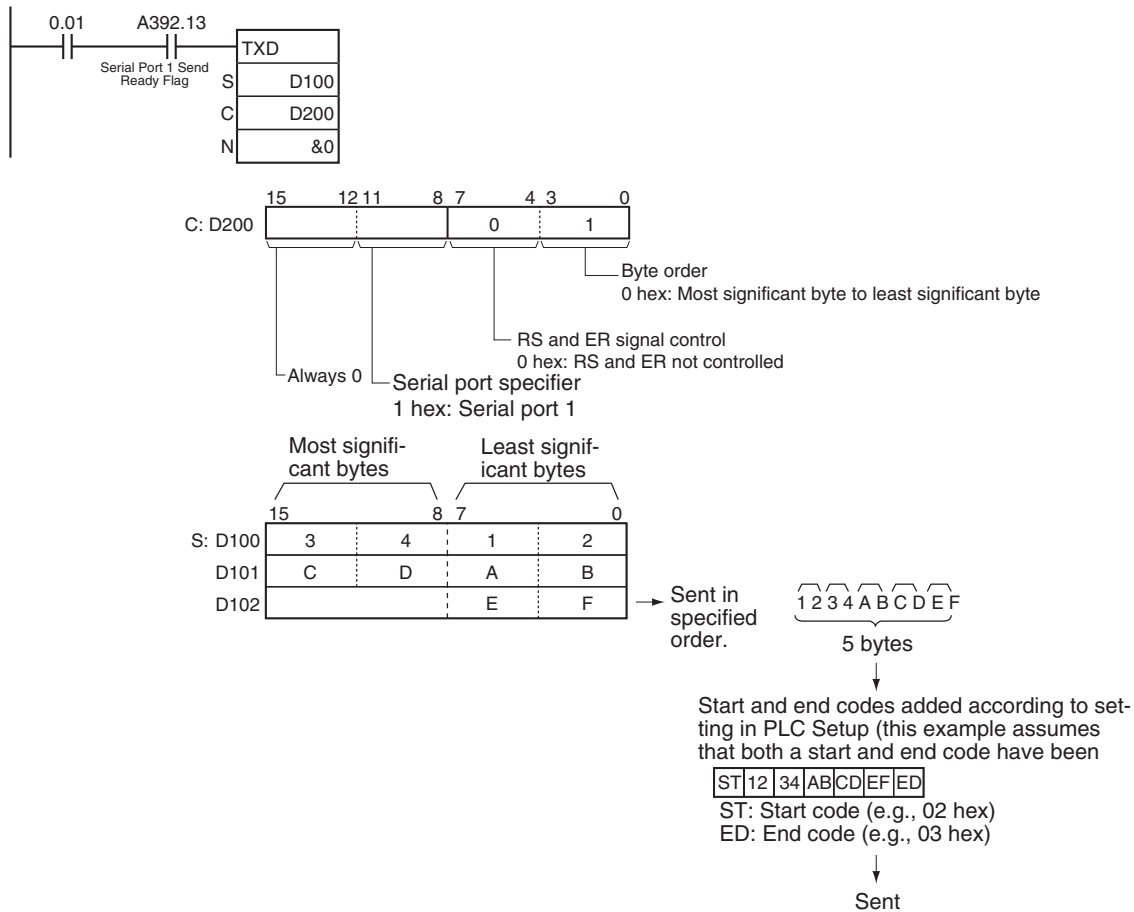 0.01 A392.13
TXD
Serial Port 1 Send
Ready Flag
S D100
C D200
N &0
15 12 11 8 7 4 3 0
C: D200 0 1
Byte order
0 hex: Most significant byte to least significant byte
RS and ER signal control
0 hex: RS and ER not controlled
Always 0
Serial port specifier
1 hex: Serial port 1
Most signifi-
cant bytes
Least signif-
icant bytes
15 8 7 0
S: D100 3 4 1 2
D101 C D A B
D102 E F
Sent in
specified
order.
1 2 3 4 A B C D E F
5 bytes
Start and end codes added according to set-
ting in PLC Setup (this example assumes
that both a start and end code have been
ST 12 34 AB CD EF ED
ST: Start code (e.g., 02 hex)
ED: End code (e.g., 03 hex)
Sent